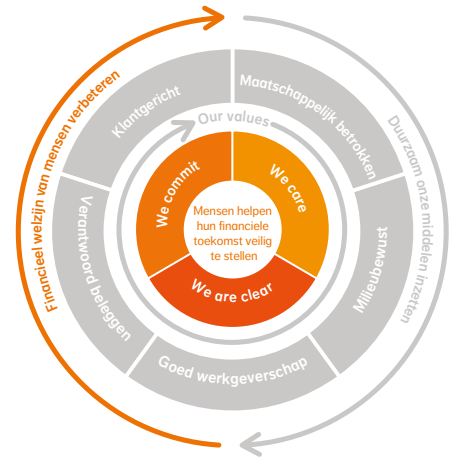 Financieel welzijn van mensen verbeteren
Duurzaam onze middelen inzetten
Klantgericht
Maatschappelijk betrokken
Milieubewust
Goed werkgeverschap
Verantwoord beleggen
Our values
We commit
We care
We are clear
Mensen helpen
hun financiele
toekomst veilig
te stellen